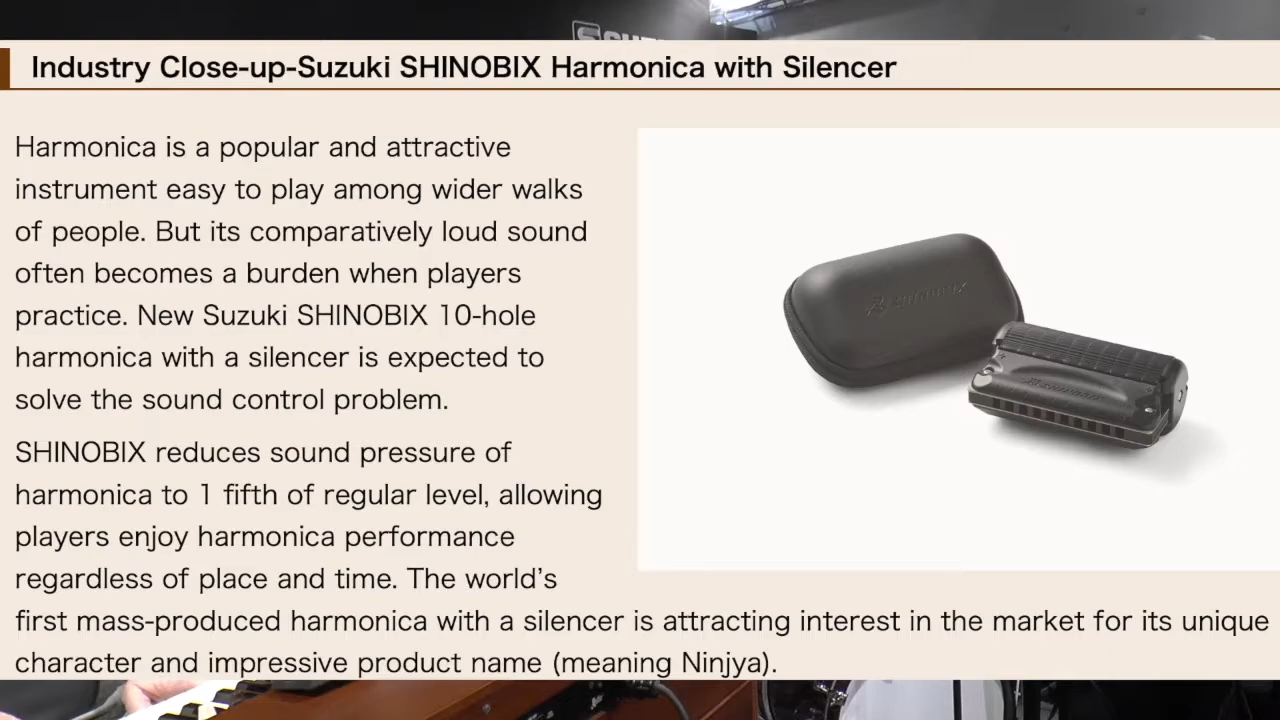 Industry Close-up-Suzuki SHINOBIX Harmonica with Silencer
Harmonica is a popular and attractive
instrument easy to play among wider walks
of people. But its comparatively loud sound
often becomes a burden when players
practice. New Suzuki SHINOBIX 10-hole
harmonica with a silencer is expected to
solve the sound control problem.
SHINOBIX reduces sound pressure of
harmonica to 1 fifth of regular level, allowing
players enjoy harmonica performance
regardless of place and time. The world’s
first mass-produced harmonica with a silencer is attracting interest in the market for its unique
character and impressive product name (meaning Ninjya).
SHINOBIX